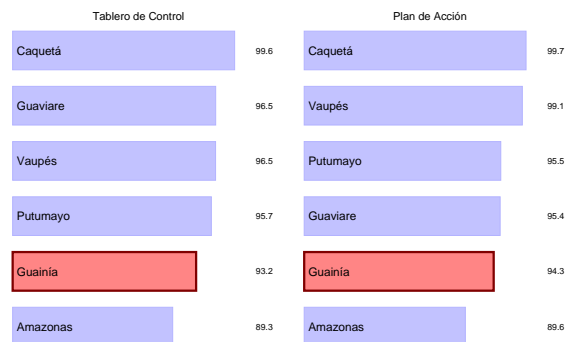 Tablero de Control
Caquetá 99.6
Guaviare 96.5
Vaupés 96.5
Putumayo 95.7
Guainía 93.2
Amazonas 89.3
Plan de Acción
Caquetá 99.7
Vaupés 99.1
Putumayo 95.5
Guaviare 95.4
Guainía 94.3
Amazonas 89.6